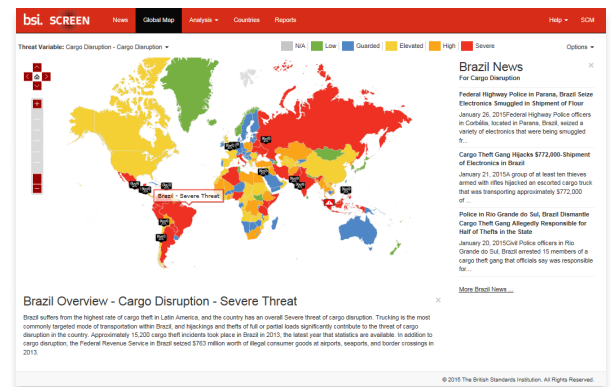 bsi. SCREEN News Global Map Analysis Countries Reports Help SCM
Threat Variable: Cargo Disruption - Cargo Disruption N/A Low Guarded Elevated High Severe Options
Brazil News
For Cargo Disruption
Federal Highway Police in Parana, Brazil Seize
Electronics Smuggled in Shipment of Flour
January 26, 2015Federal Highway Police officers
in Corbélia, located in Parana, Brazil, seized a
variety of electronics that were being smuggled
fr...
Cargo Theft Gang Hijacks $772,000-Shipment
of Electronics in Brazil
January 21, 2015A group of at least ten thieves
armed with rifles hijacked an escorted cargo truck
that was transporting approximately $772,000
of ...
Police in Rio Grande do Sul, Brazil Dismantle
Cargo Theft Gang Allegedly Responsible for
Half of Thefts in the State
January 20, 2015Civil Police officers in Rio
Grande do Sul, Brazil arrested 15 members of a
cargo theft gang that officials say was responsible
for...
More Brazil News ...
Brazil - Severe Threat
Brazil Overview - Cargo Disruption - Severe Threat
Brazil suffers from the highest rate of cargo theft in Latin America, and the country has an overall Severe threat of cargo disruption. Trucking is the most
commonly targeted mode of transportation within Brazil, and hijackings and thefts of full or partial loads significantly contribute to the threat of cargo
disruption in the country. Approximately 15,200 cargo theft incidents took place in Brazil in 2013, the latest year that statistics are available. In addition to
cargo disruption, the Federal Revenue Service in Brazil seized $763 million worth of illegal consumer goods at airports, seaports, and border crossings in
2013.
© 2015 The British Standards Institution. All Rights Reserved.